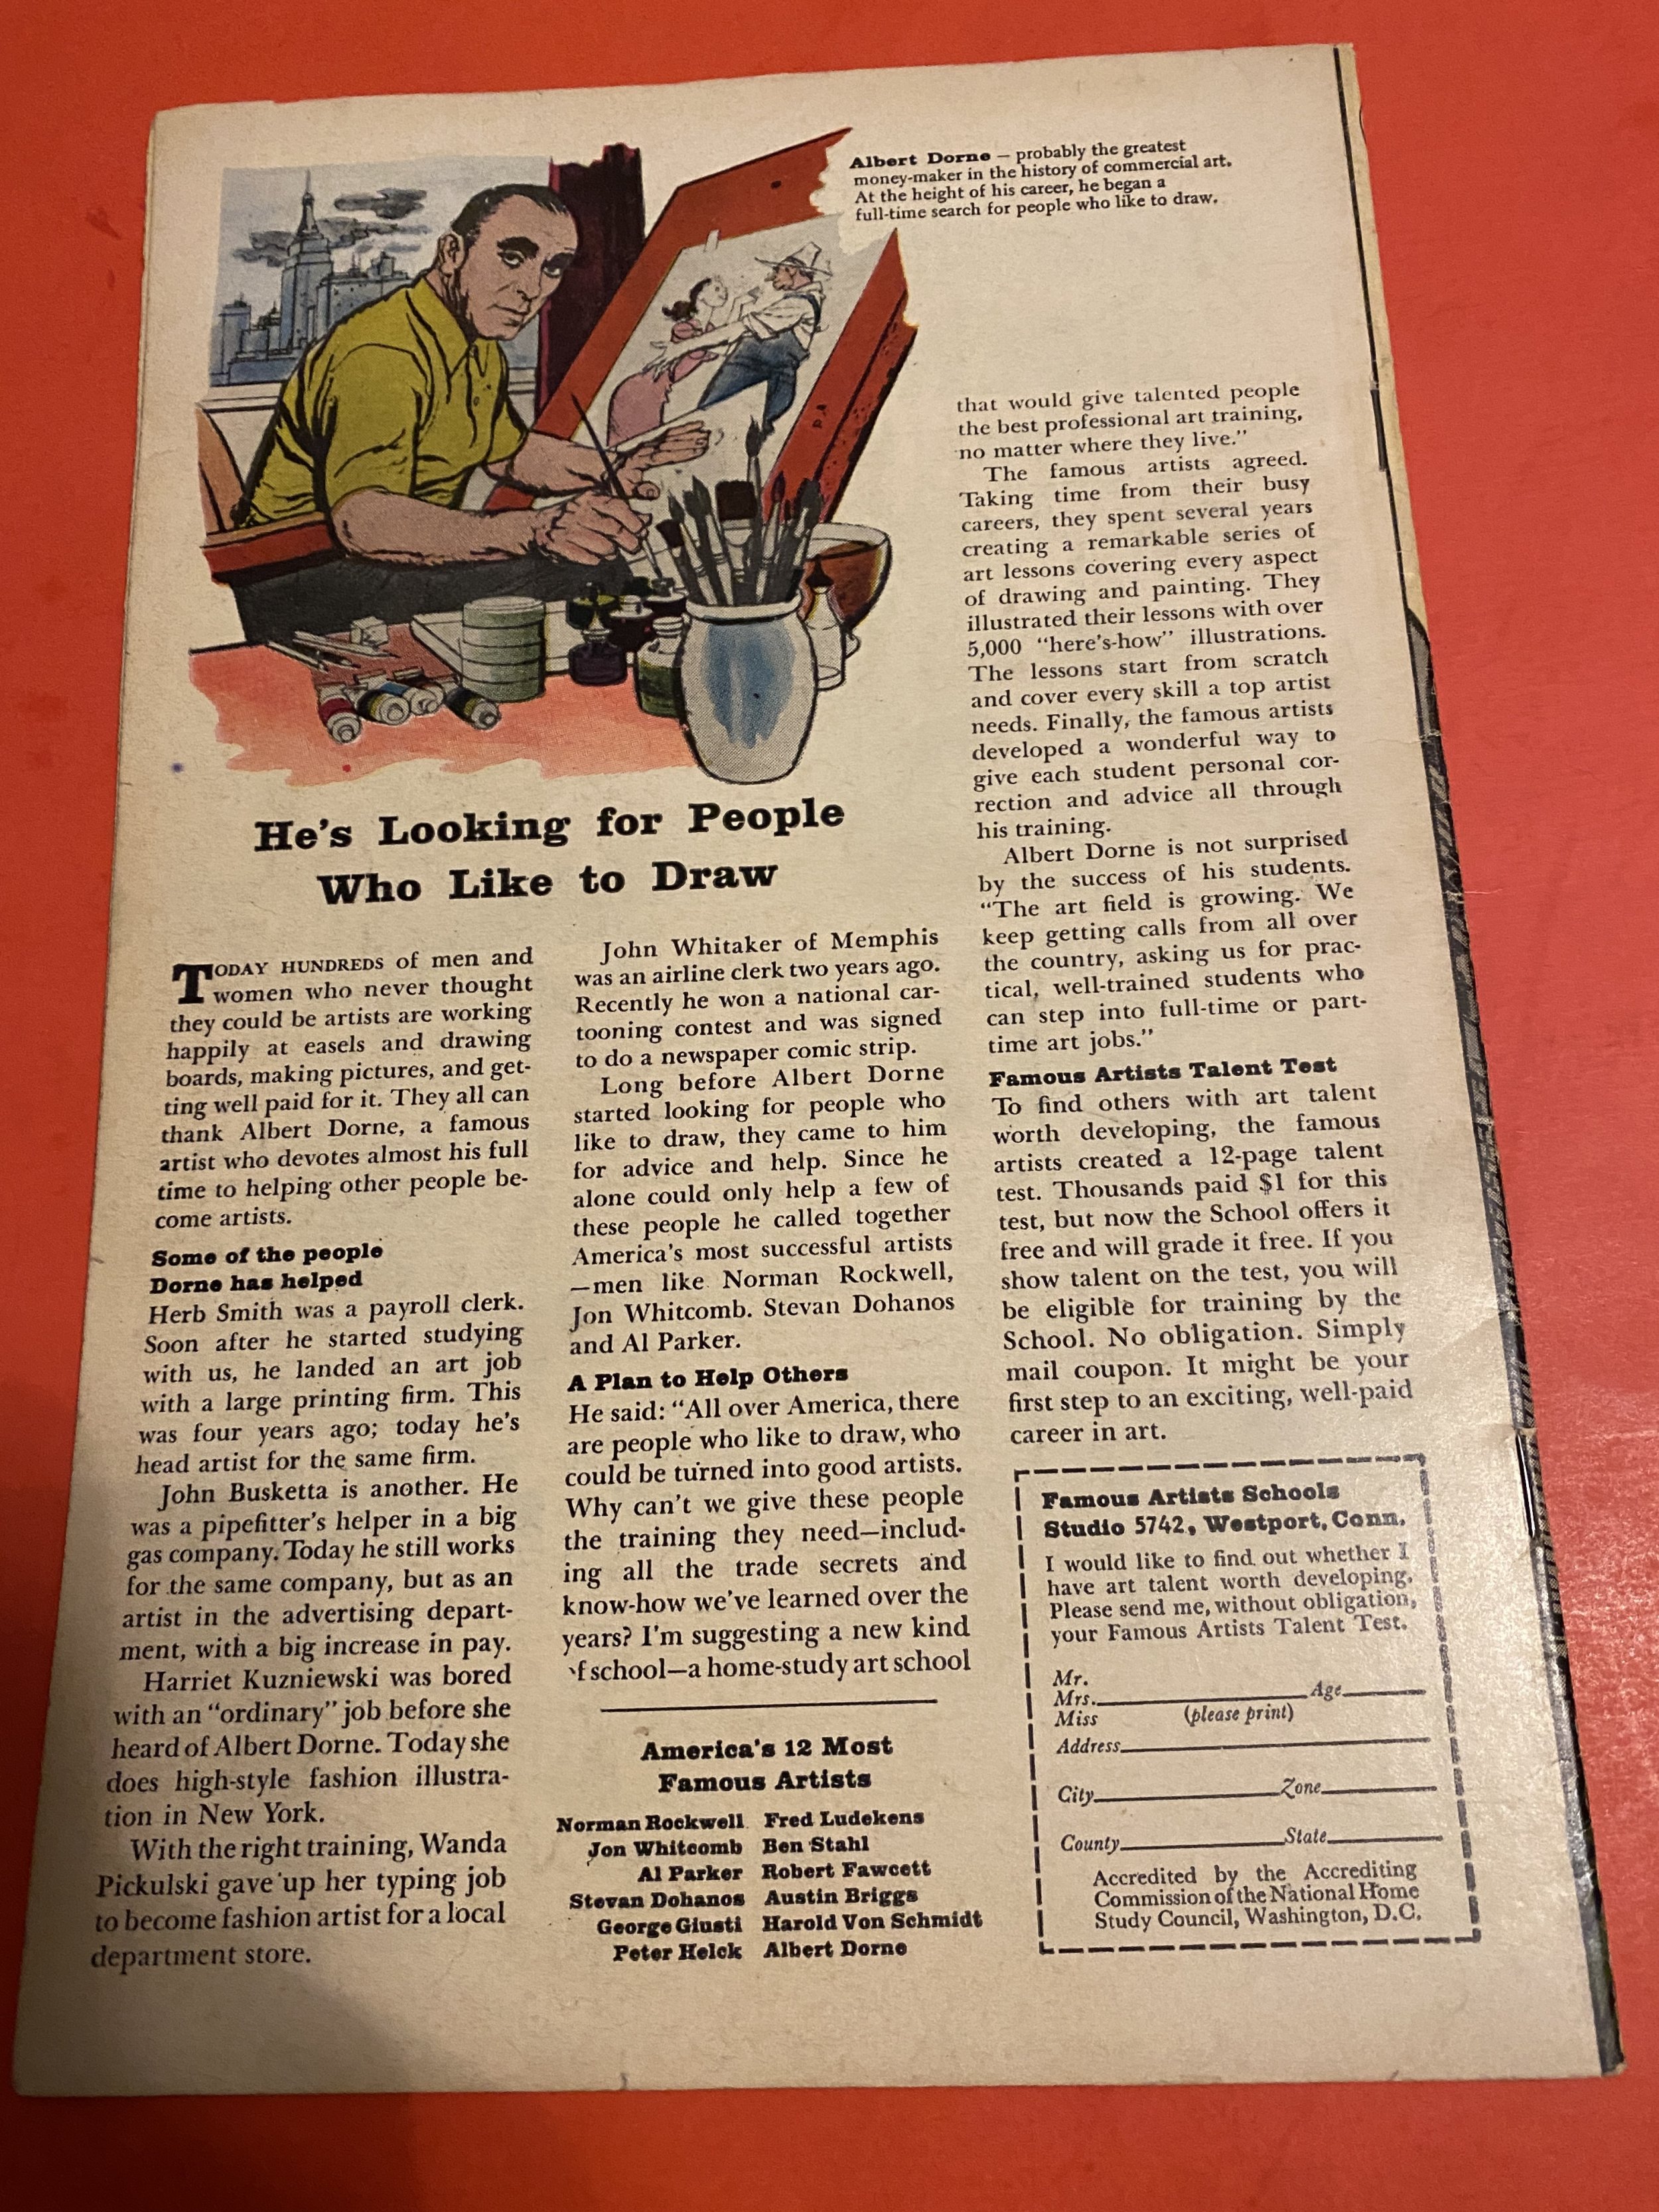 Albert Dorne — probably the greatest
money-maker in the history of commercial art.
At the height of his career, he began a
full-time search for people who like to draw.
He's Looking for People
Who Like to Draw
TODAY HUNDREDS of men and
women who never thought
they could be artists are working
happily at easels and drawing
boards, making pictures, and get-
ting well paid for it. They all can
thank Albert Dorne, a famous
artist who devotes almost his full
time to helping other people be-
come artists.
Some of the people
Dorne has helped
Herb Smith was a payroll clerk.
Soon after he started studying
with us, he landed an art job
with a large printing firm. This
was four years ago; today he's
head artist for the same firm.
John Busketta is another. He
was a pipefitter's helper in a big
gas company. Today he still works
for the same company, but as an
artist in the advertising depart-
ment, with a big increase in pay.
Harriet Kuzniewski was bored
with an "ordinary" job before she
heard of Albert Dorne. Today she
does high-style fashion illustra-
tion in New York.
With the right training, Wanda
Pickulski gave up her typing job
to become fashion artist for a local
department store.
John Whitaker of Memphis
was an airline clerk two years ago.
Recently he won a national car-
tooning contest and was signed
to do a newspaper comic strip.
Long before Albert Dorne
started looking for people who
like to draw, they came to him
for advice and help. Since he
alone could only help a few of
these people he called together
America's most successful artists
—men like Norman Rockwell,
Jon Whitcomb. Stevan Dohanos
and Al Parker.
A Plan to Help Others
He said: "All over America, there
are people who like to draw, who
could be turned into good artists.
Why can't we give these people
the training they need—includ-
ing all the trade secrets and
know-how we've learned over the
years? I'm suggesting a new kind
of school—a home-study art school
America's 12 Most
Famous Artists
Norman Rockwell Fred Ludekens
Jon Whitcomb Ben Stahl
Al Parker Robert Fawcett
Stevan Dohanos Austin Briggs
George Giusti Harold Von Schmidt
Peter Helck Albert Dorne
that would give talented people
the best professional art training,
no matter where they live."
The famous artists agreed.
Taking time from their busy
careers, they spent several years
creating a remarkable series of
art lessons covering every aspect
of drawing and painting. They
illustrated their lessons with over
5,000 "here's-how" illustrations.
The lessons start from scratch
and cover every skill a top artist
needs. Finally, the famous artists
developed a wonderful way to
give each student personal cor-
rection and advice all through
his training.
Albert Dorne is not surprised
by the success of his students.
"The art field is growing. We
keep getting calls from all over
the country, asking us for prac-
tical, well-trained students who
can step into full-time or part-
time art jobs."
Famous Artists Talent Test
To find others with art talent
worth developing, the famous
artists created a 12-page talent
test. Thousands paid $1 for this
test, but now the School offers it
free and will grade it free. If you
show talent on the test, you will
be eligible for training by the
School. No obligation. Simply
mail coupon. It might be your
first step to an exciting, well-paid
career in art.
Famous Artists Schools
Studio 5742, Westport, Conn.
I would like to find out whether I
have art talent worth developing.
Please send me, without obligation,
your Famous Artists Talent Test.
Mr.
Mrs. Age
Miss (please print)
Address
City Zone
County State
Accredited by the Accrediting
Commission of the National Home
Study Council, Washington, D.C.